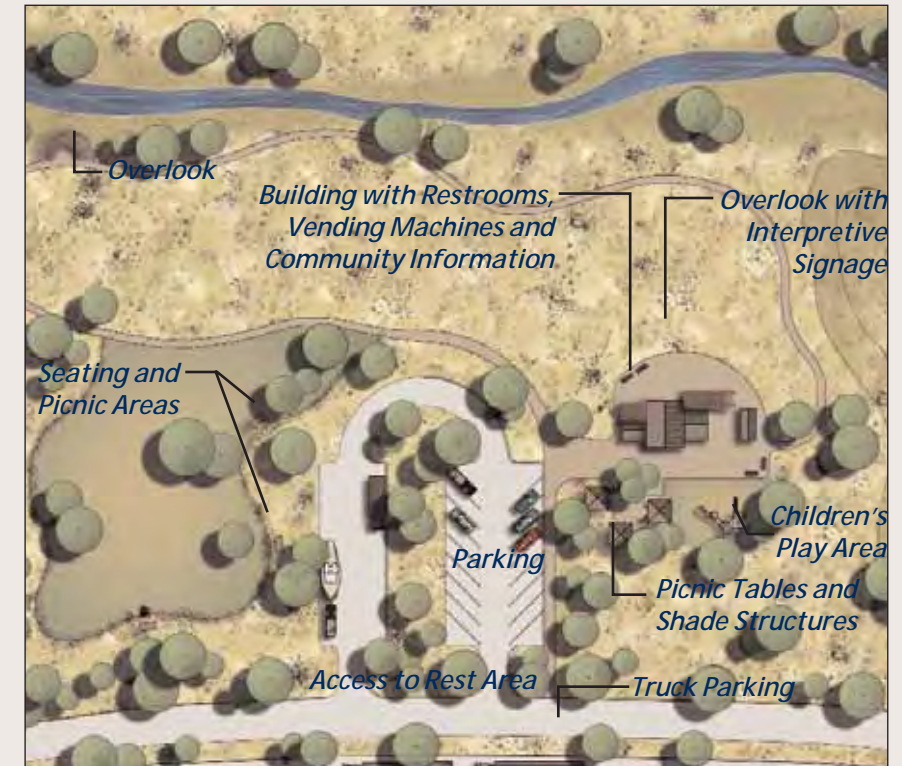 Overlook
Building with Restrooms,
Vending Machines and
Community Information
Overlook with
Interpretive
Signage
Seating and
Picnic Areas
Parking
Children's
Play Area
Picnic Tables and
Shade Structures
Access to Rest Area
Truck Parking